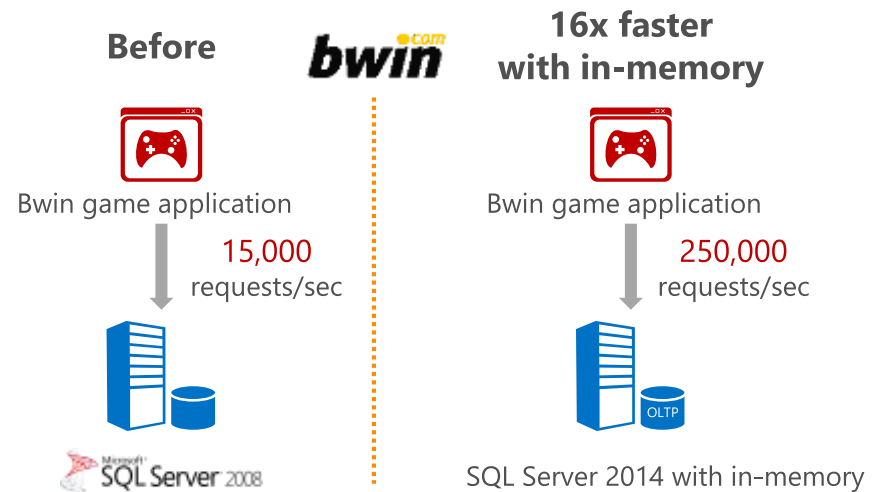 Before
bwin.com
16x faster
with in-memory
Bwin game application
15,000
requests/sec
Microsoft
SQL Server 2008
Bwin game application
250,000
requests/sec
OLTP
SQL Server 2014 with in-memory